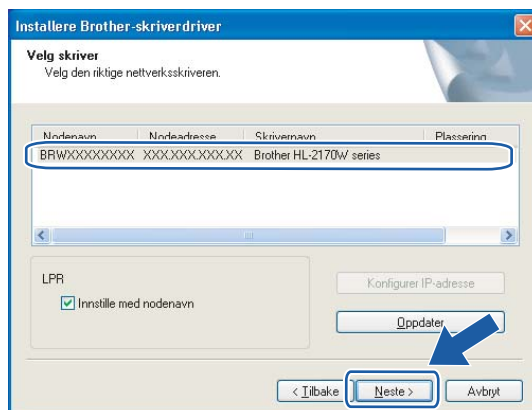 Installere Brother-skriverdriver
Velg skriver
Velg den riktige nettverksskriveren.
Nodenavn Nodeadresse Skrivernavn Plassering
BRWXXXXXXXX XXX.XXX.XXX.XX Brother HL-2170W series
LPR
Innstille med nodenavn
Konfigurer IP-adresse
Oppdater
< Tilbake Neste > Avbryt